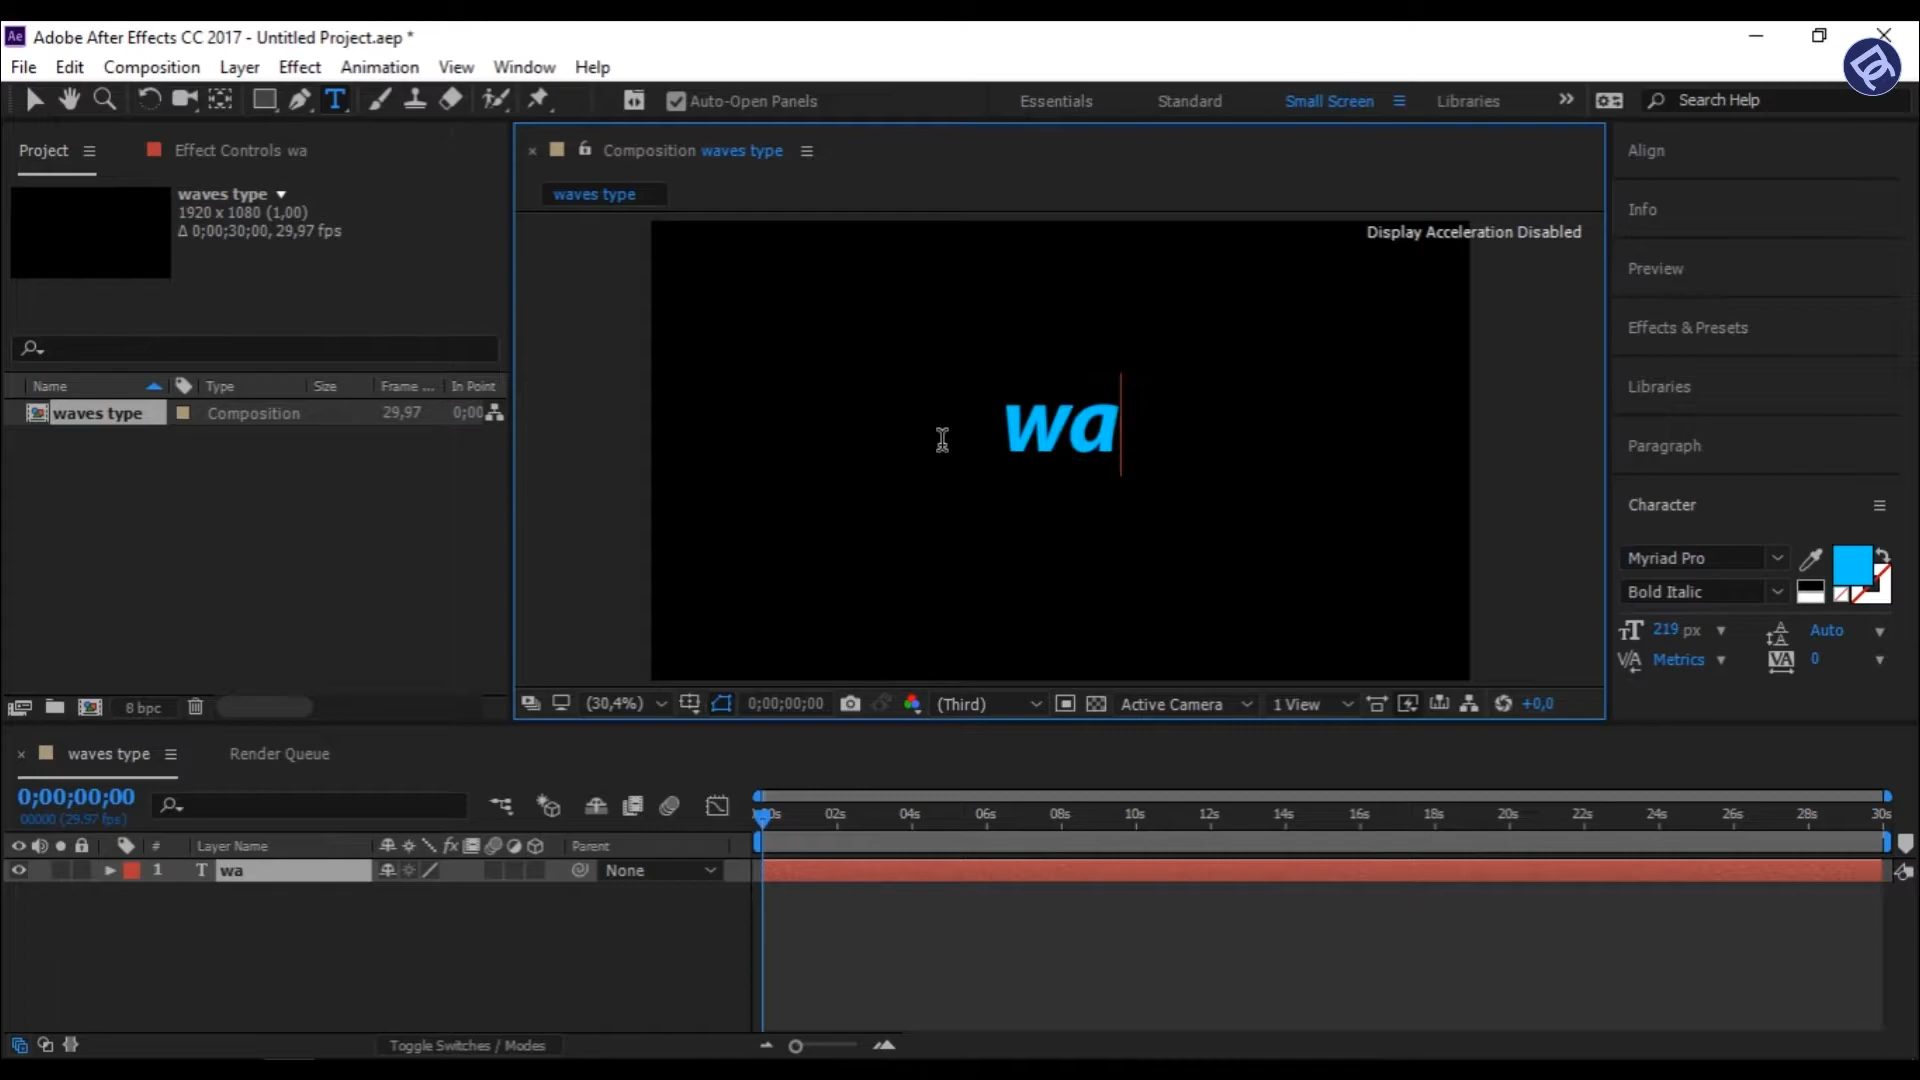 Adobe After Effects CC 2017 - Untitled Project.aep *
File Edit Composition Layer Effect Animation View Window Help
Auto-Open Panels Essentials Standard Small Screen Libraries Search Help
Project Effect Controls wa
waves type
1920 x 1080 (1,00)
Δ 0;00;30;00, 29,97 fps
Name Type Size Frame ... In Point
waves type Composition 29,97 0;00
8 bpc
Composition waves type
waves type
Display Acceleration Disabled
wa
(30,4%) 0;00;00;00 (Third) Active Camera 1 View +0,0
Align
Info
Preview
Effects & Presets
Libraries
Paragraph
Character
Myriad Pro
Bold Italic
219 px Auto
Metrics 0
waves type Render Queue
0;00;00;00
00000 (29.97 fps)
02s 04s 06s 08s 10s 12s 14s 16s 18s 20s 22s 24s 26s 28s 30s
# Layer Name Parent
1 T wa None
Toggle Switches / Modes